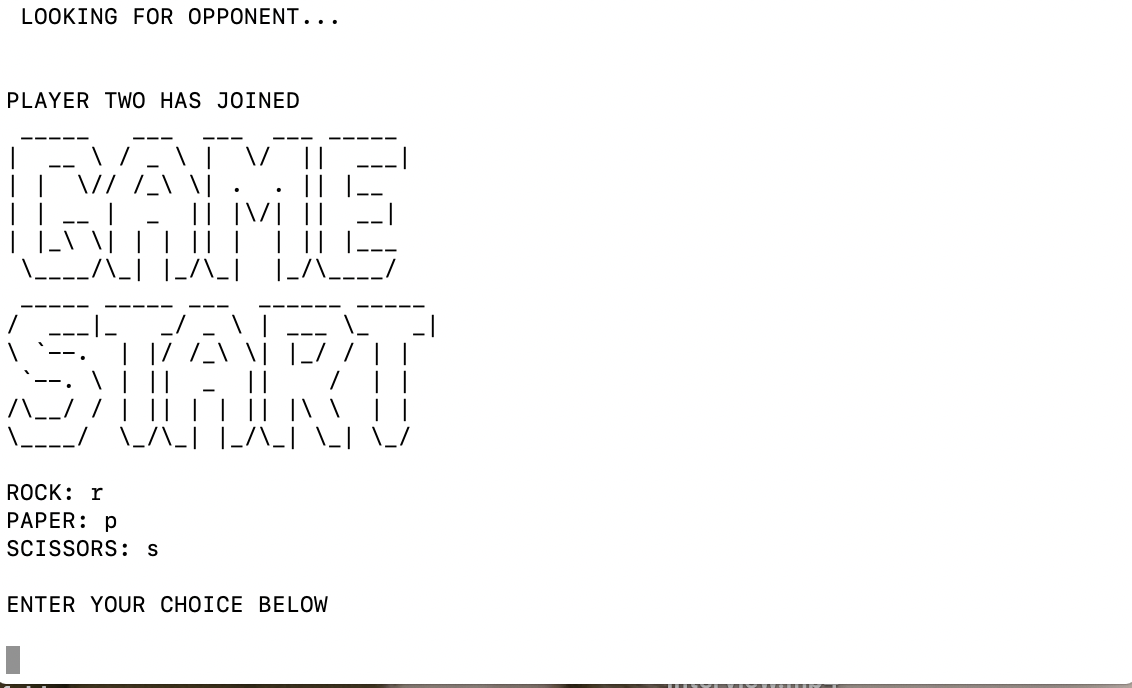 LOOKING FOR OPPONENT...
PLAYER TWO HAS JOINED
GAME
START
ROCK: r
PAPER: p
SCISSORS: s
ENTER YOUR CHOICE BELOW